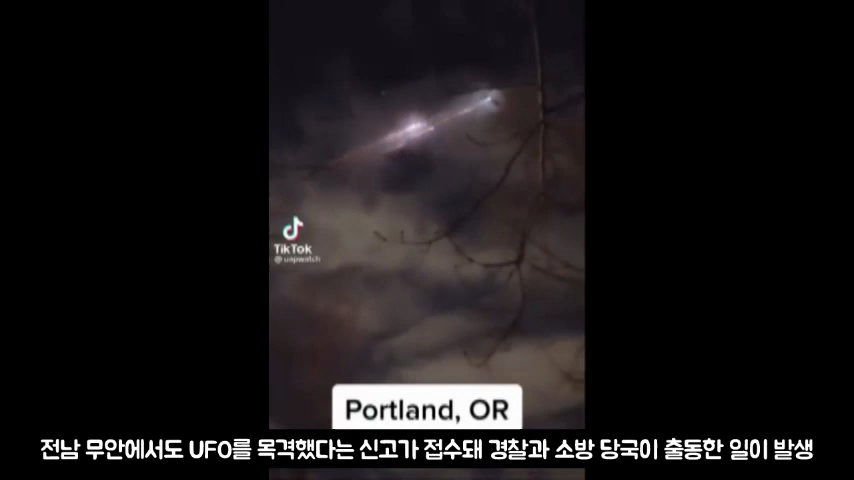 TikTok
@uapwatch
Portland, OR
전남 무안에서도 UFO를 목격했다는 신고가 접수돼 경찰과 소방 당국이 출동한 일이 발생